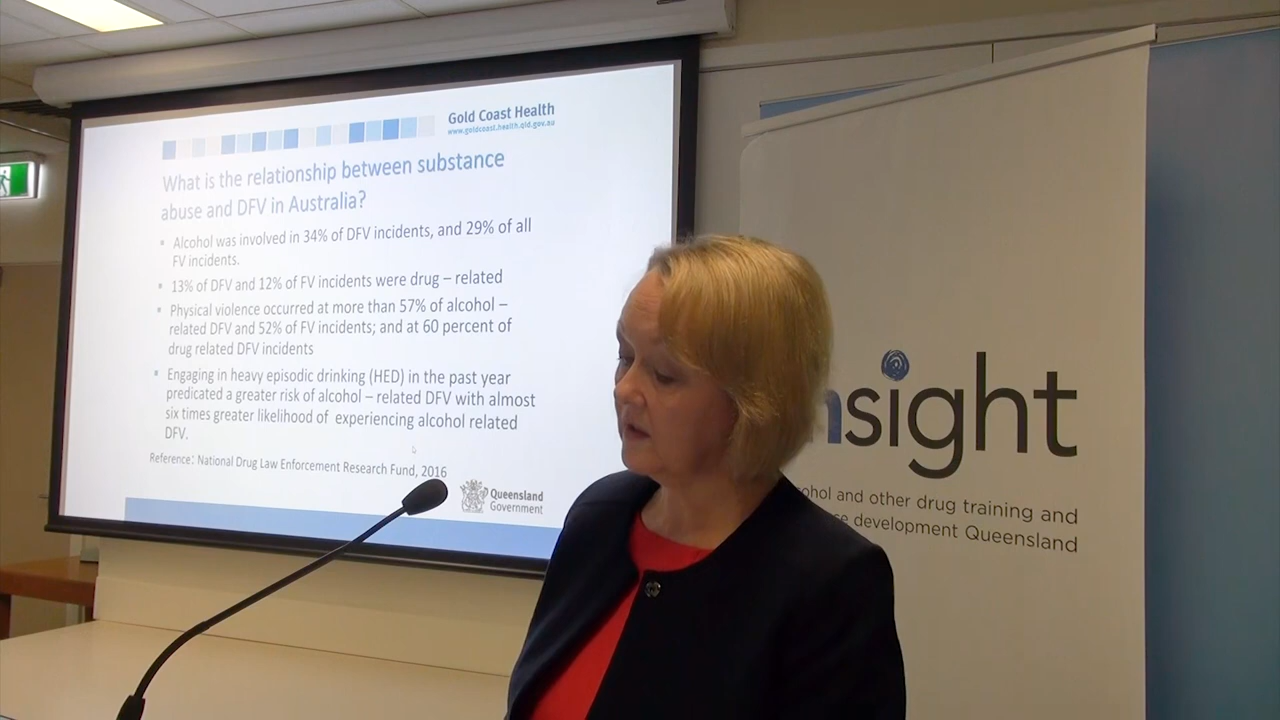 Gold Coast Health
www.goldcoast.health.qld.gov.au
What is the relationship between substance
abuse and DFV in Australia?
Alcohol was involved in 34% of DFV incidents, and 29% of all
FV incidents.
13% of DFV and 12% of FV incidents were drug – related
Physical violence occurred at more than 57% of alcohol –
related DFV and 52% of FV incidents; and at 60 percent of
drug related DFV incidents
Engaging in heavy episodic drinking (HED) in the past year
predicated a greater risk of alcohol – related DFV with almost
six times greater likelihood of experiencing alcohol related
DFV.
Reference: National Drug Law Enforcement Research Fund, 2016
Queensland
Government
nsight
ohol and other drug training and
ce development Queensland